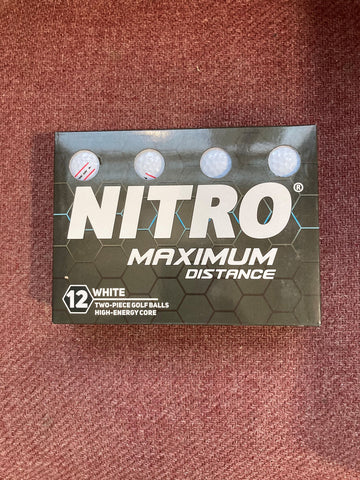 NITRO®
MAXIMUM
DISTANCE
12 WHITE
TWO-PIECE GOLF BALLS
HIGH-ENERGY CORE